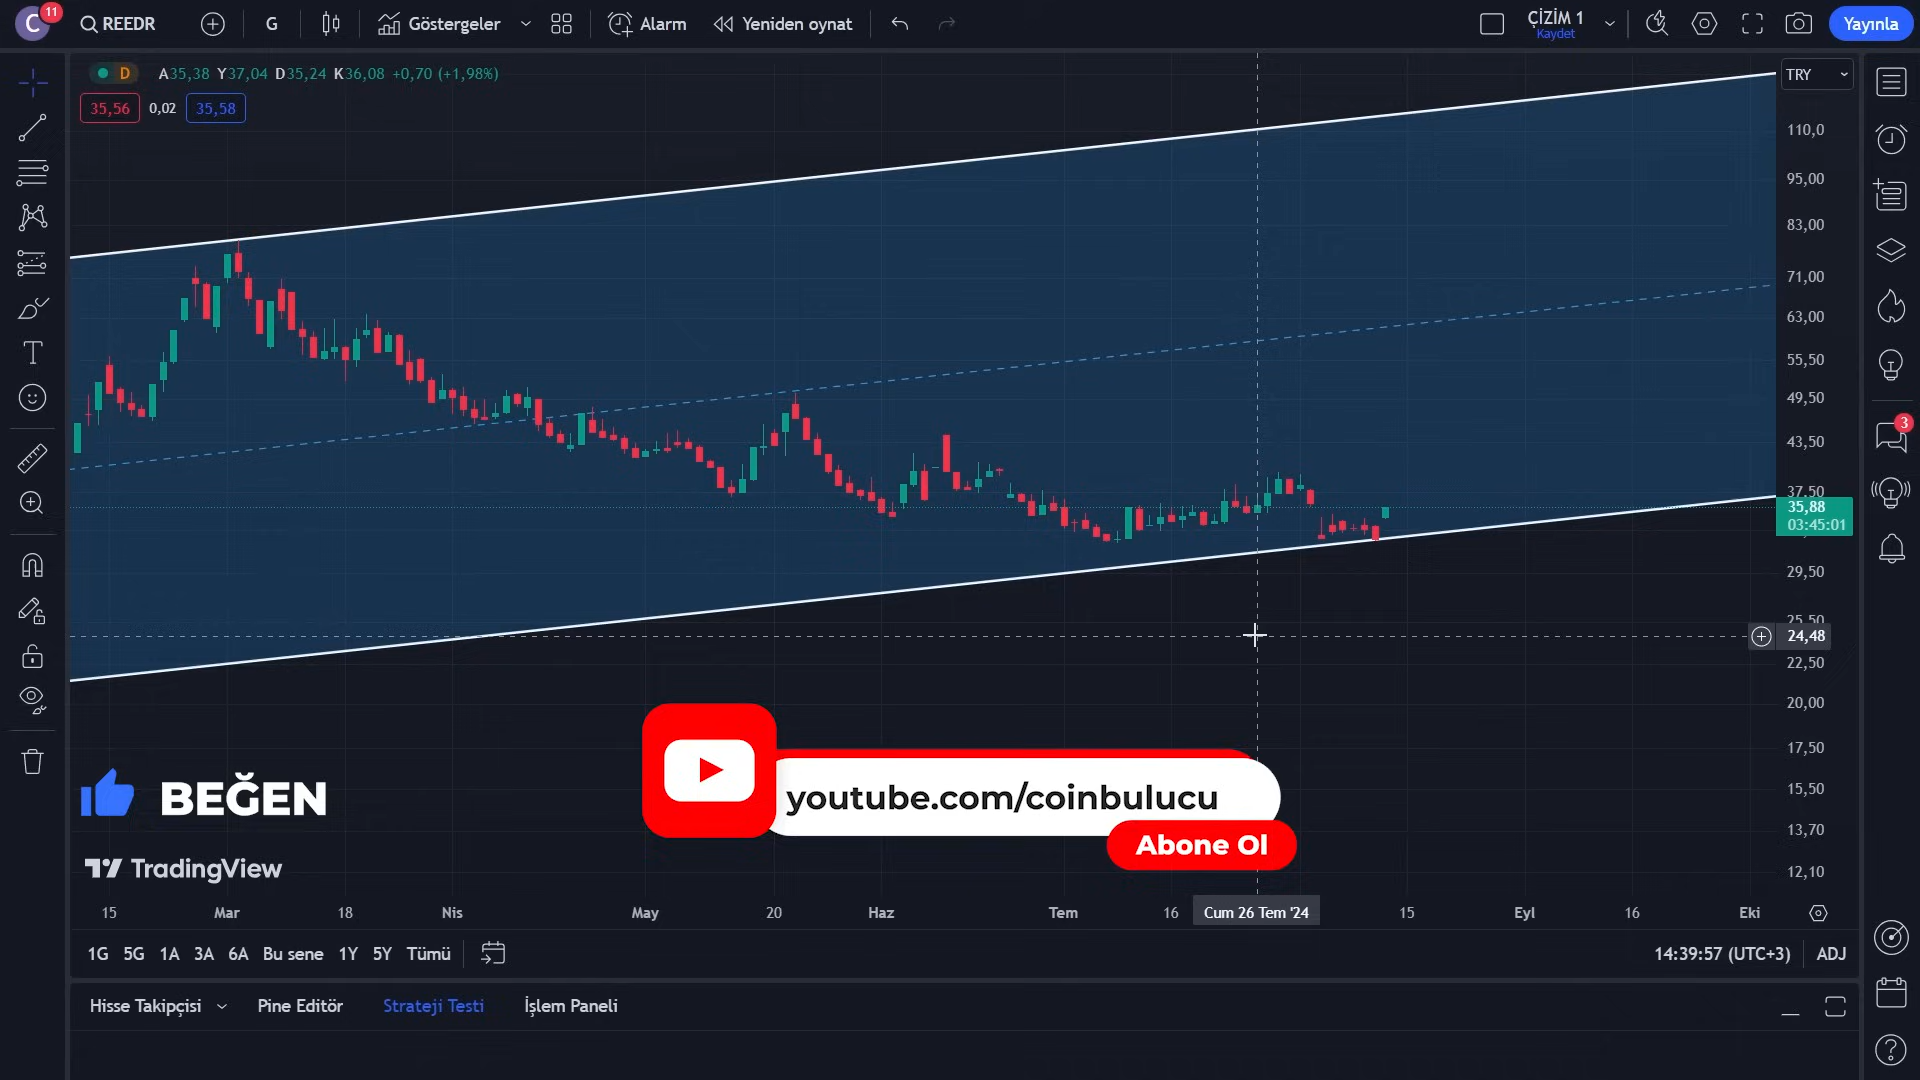 C 11 REEDR G Göstergeler Alarm Yeniden oynat ÇİZİM 1 Yayınla
Kaydet
D A35,38 Y37,04 D35,24 K36,08 +0,70 (+1,98%) TRY
35,56 0,02 35,58
110,0
95,00
83,00
71,00
63,00
55,50
49,50
43,50
3
37,50
35,88
03:45:01
29,50
25,50
24,48
22,50
20,00
17,50
15,50
13,70
12,10
BEĞEN
youtube.com/coinbulucu
Abone Ol
TradingView
15 Mar 18 Nis May 20 Haz Tem 16 Cum 26 Tem '24 15 Eyl 16 Eki
1G 5G 1A 3A 6A Bu sene 1Y 5Y Tümü 14:39:57 (UTC+3) ADJ
Hisse Takipçisi Pine Editör Strateji Testi İşlem Paneli